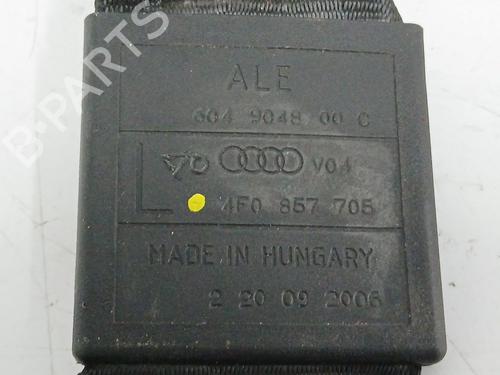 B-PARTS
ALE
604 9048 00 C
L V04
4F0 857 705
MADE IN HUNGARY
2 20 09 2006